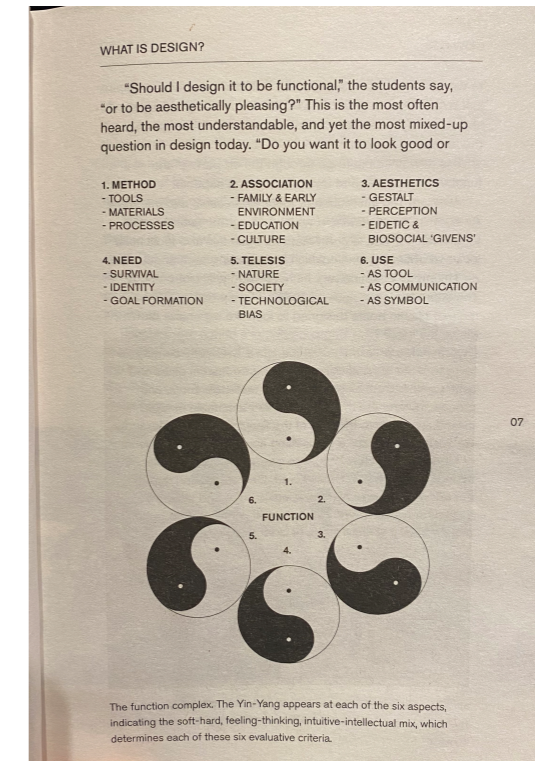 WHAT IS DESIGN?
“Should I design it to be functional,” the students say,
“or to be aesthetically pleasing?” This is the most often
heard, the most understandable, and yet the most mixed-up
question in design today. “Do you want it to look good or
1. METHOD
- TOOLS
- MATERIALS
- PROCESSES
2. ASSOCIATION
- FAMILY & EARLY
ENVIRONMENT
- EDUCATION
- CULTURE
3. AESTHETICS
- GESTALT
- PERCEPTION
- EIDETIC &
BIOSOCIAL ‘GIVENS’
4. NEED
- SURVIVAL
- IDENTITY
- GOAL FORMATION
5. TELESIS
- NATURE
- SOCIETY
- TECHNOLOGICAL
BIAS
6. USE
- AS TOOL
- AS COMMUNICATION
- AS SYMBOL
07
1.
6. 2.
FUNCTION
5. 3.
4.
The function complex. The Yin-Yang appears at each of the six aspects,
indicating the soft-hard, feeling-thinking, intuitive-intellectual mix, which
determines each of these six evaluative criteria.